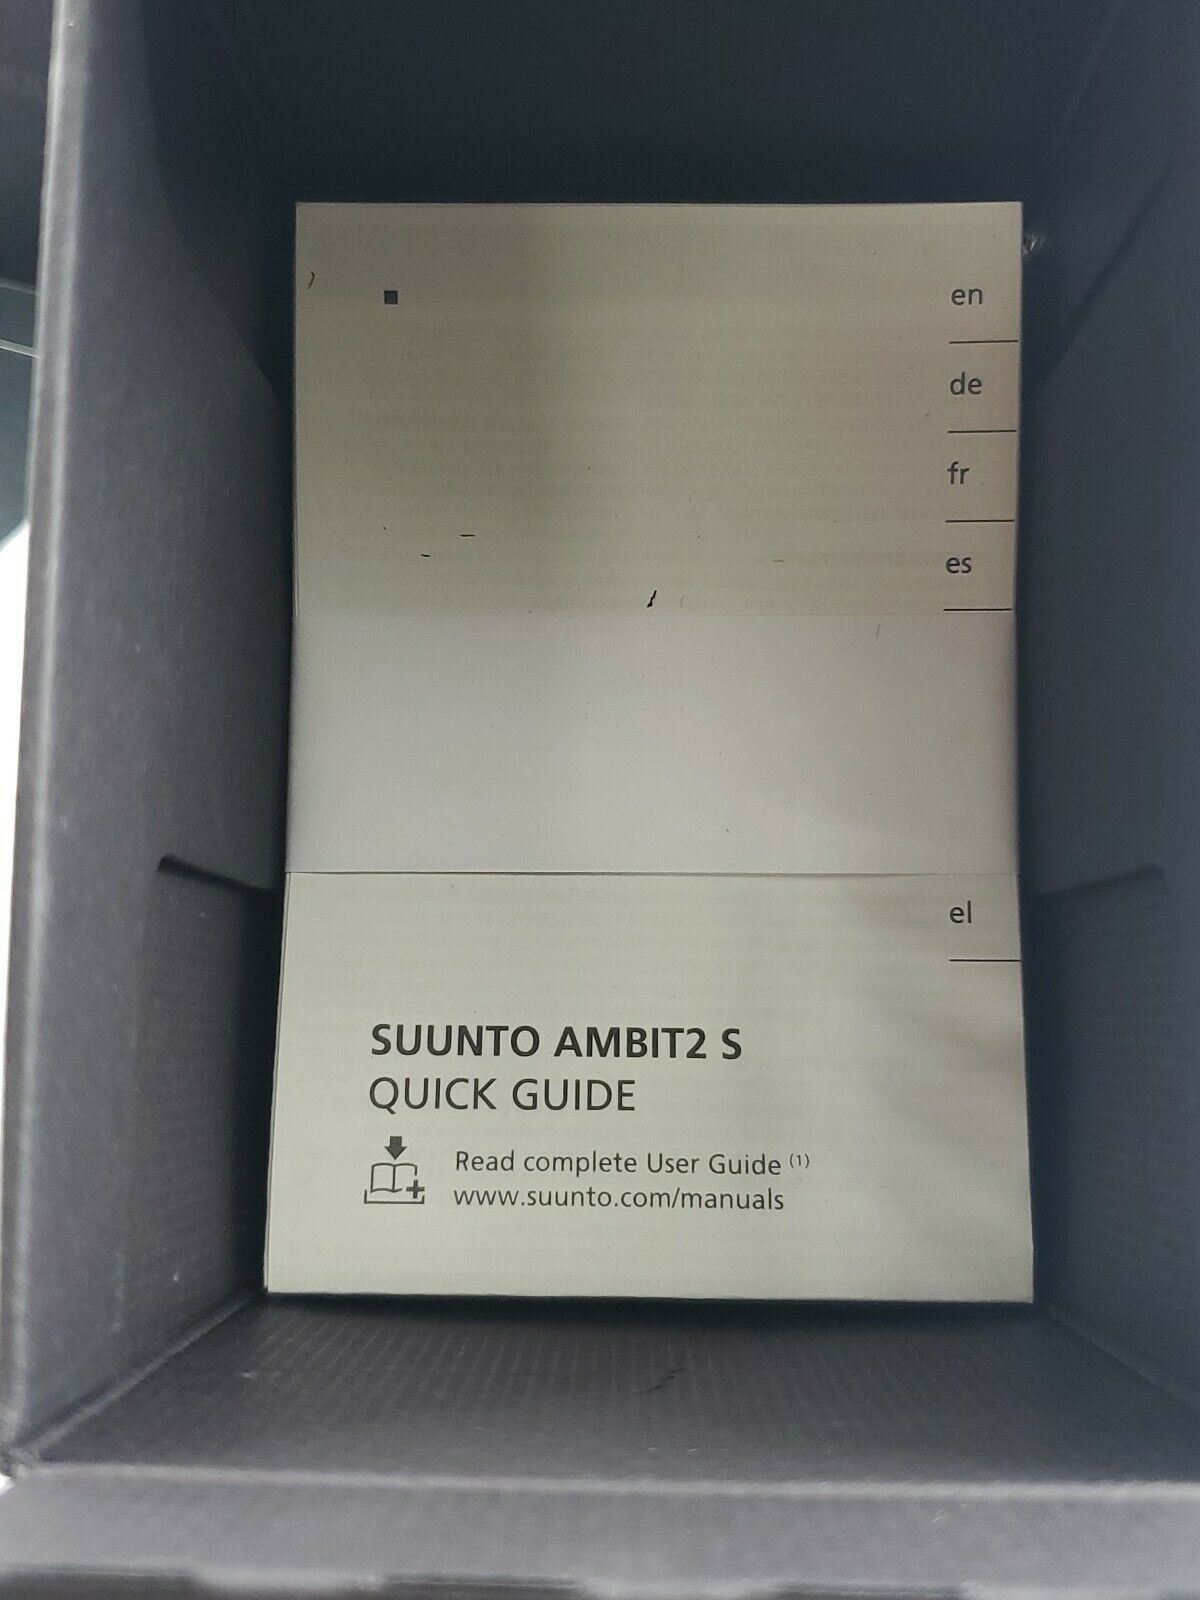 en
de
fr
es
el
SUUNTO AMBIT2 S
QUICK GUIDE
Read complete User Guide (1)
www.suunto.com/manuals